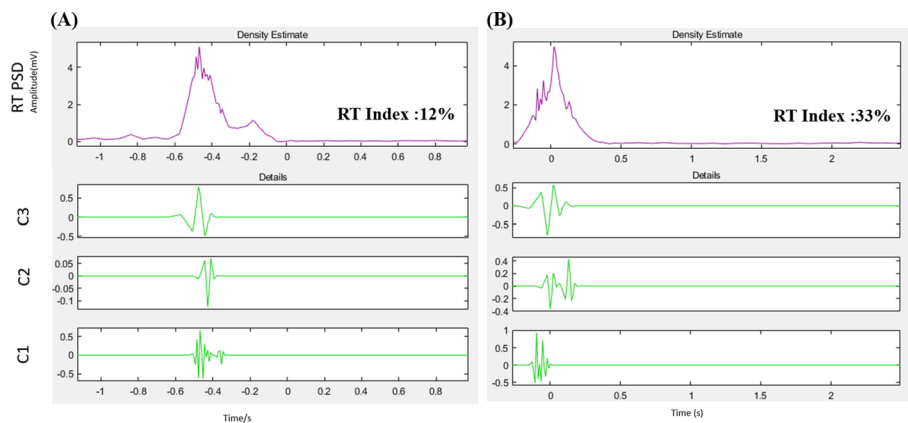 (A)
(B)
Density Estimate
Density Estimate
RT PSD
Amplitude(mV)
4
2
0
RT Index :12%
-1 -0.8 -0.6 -0.4 -0.2 0 0.2 0.4 0.6 0.8
4
2
0
RT Index :33%
0 0.5 1 1.5 2
Details
Details
C3
0.5
0
-0.5
0.5
0
-0.5
C2
0.05
0
-0.05
-0.1
0.4
0.2
0
-0.2
-0.4
C1
0.5
0
-0.5
-1 -0.8 -0.6 -0.4 -0.2 0 0.2 0.4 0.6 0.8
1
0.5
0
-0.5
0 0.5 1 1.5 2
Time/s
Time (s)